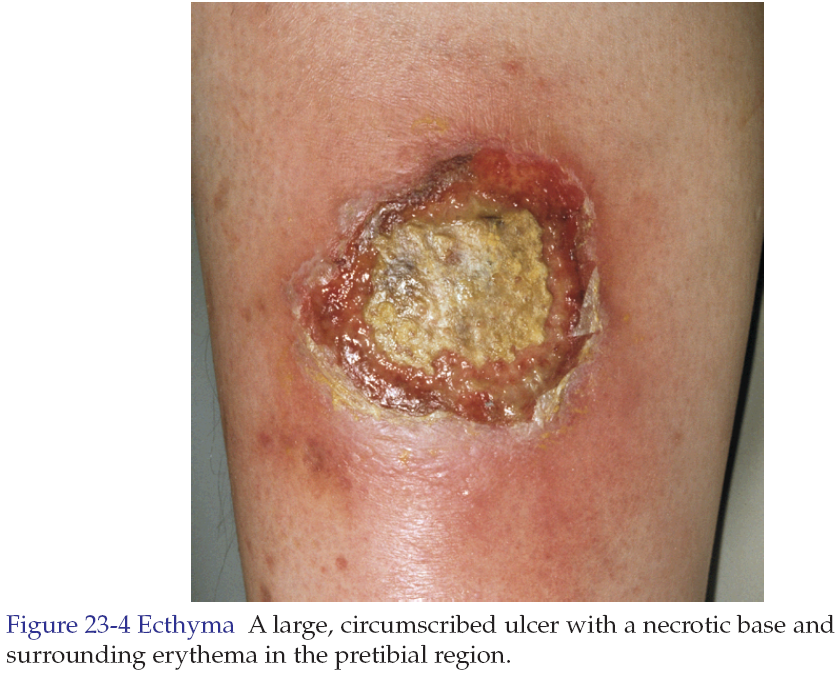 Figure 23-4 Ecthyma A large, circumscribed ulcer with a necrotic base and
surrounding erythema in the pretibial region.